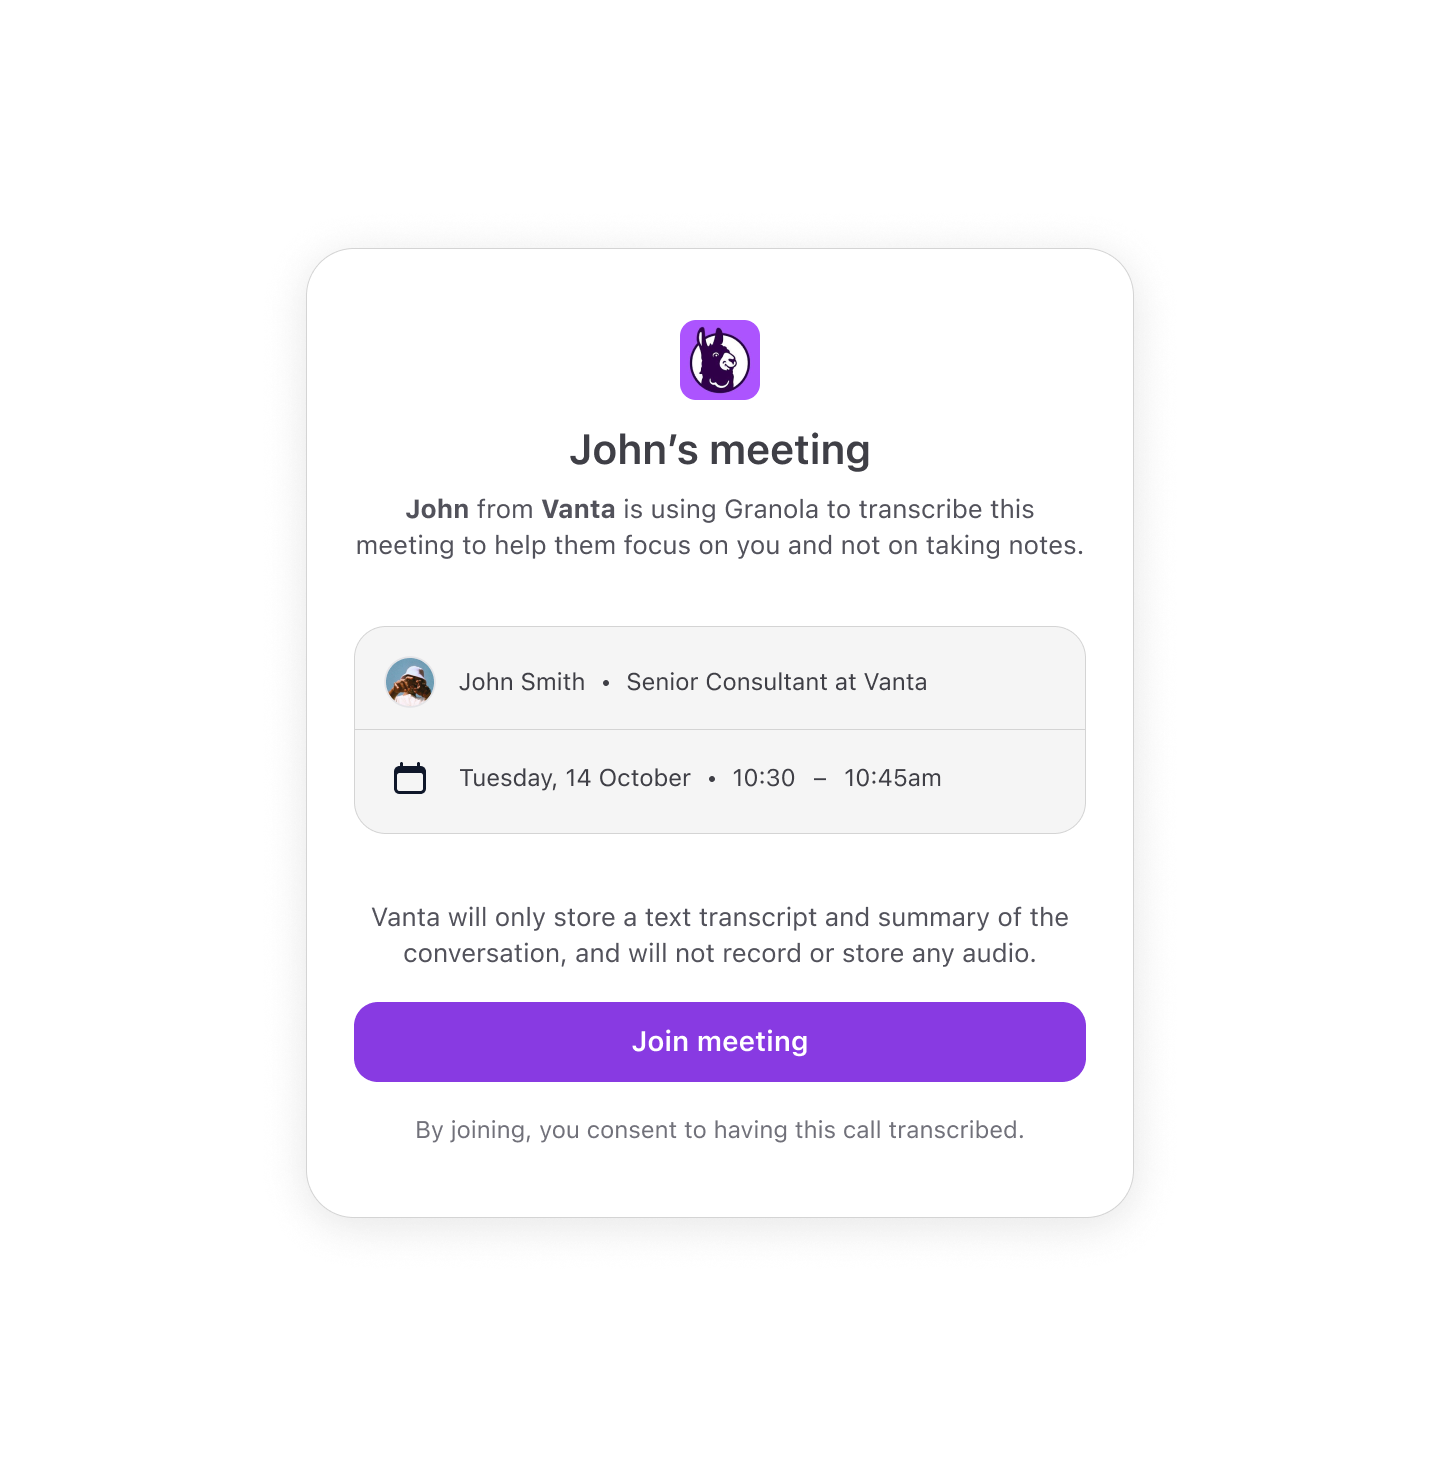 John’s meeting
John from Vanta is using Granola to transcribe this
meeting to help them focus on you and not on taking notes.
John Smith • Senior Consultant at Vanta
Tuesday, 14 October • 10:30 – 10:45am
Vanta will only store a text transcript and summary of the
conversation, and will not record or store any audio.
Join meeting
By joining, you consent to having this call transcribed.